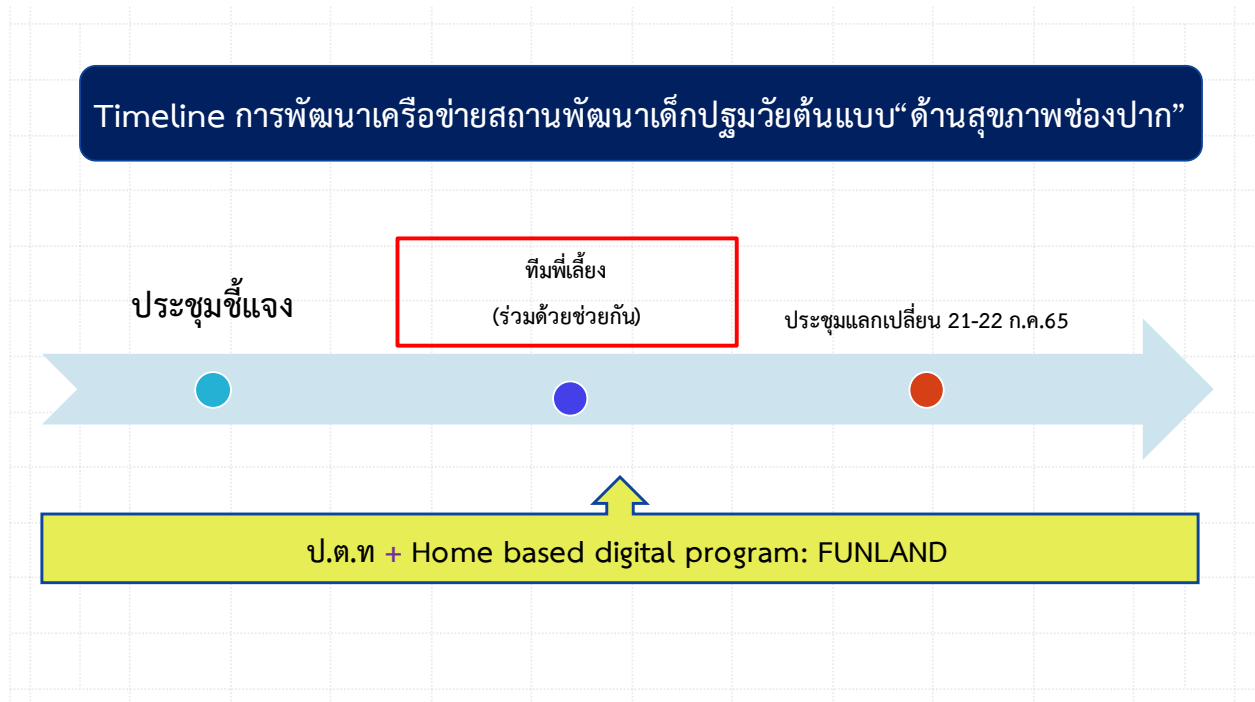 Timeline การพัฒนาเครือข่ายสถานพัฒนาเด็กปฐมวัยต้นแบบ“ด้านสุขภาพช่องปาก”
ประชุมชี้แจง
ทีมพี่เลี้ยง
(ร่วมด้วยช่วยกัน)
ประชุมแลกเปลี่ยน 21-22 ก.ค.65
ป.ต.ท + Home based digital program: FUNLAND